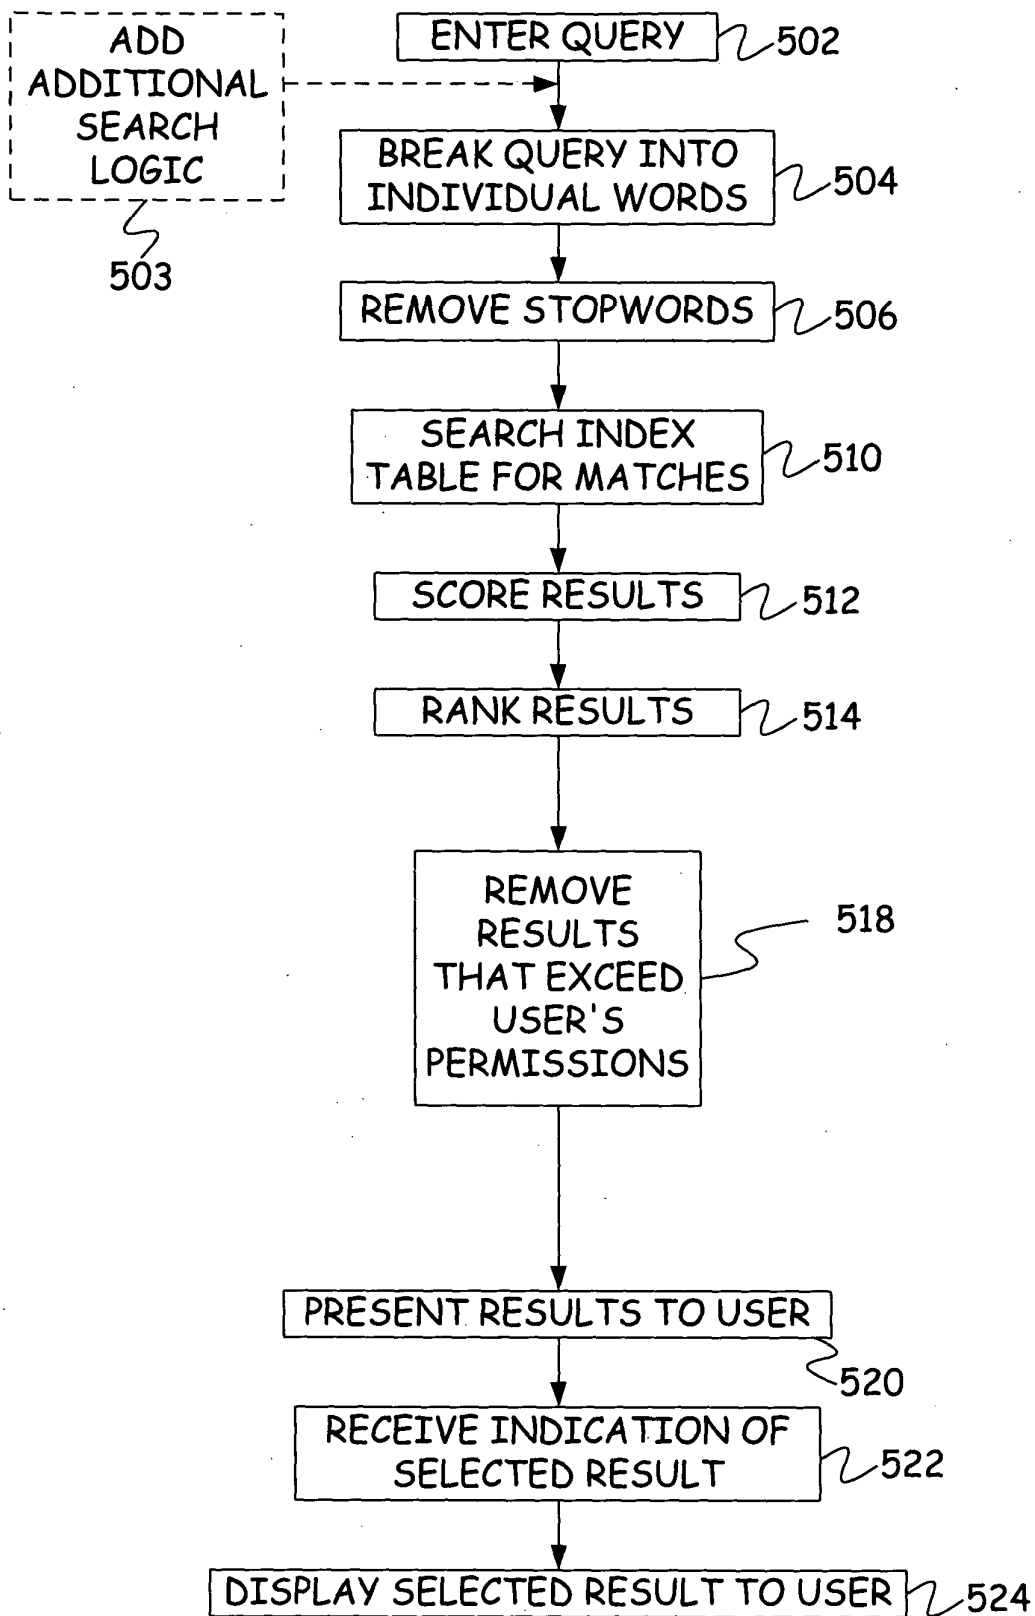 ADD
ADDITIONAL
SEARCH
LOGIC
503
ENTER QUERY
502
BREAK QUERY INTO
INDIVIDUAL WORDS
504
REMOVE STOPWORDS
506
SEARCH INDEX
TABLE FOR MATCHES
510
SCORE RESULTS
512
RANK RESULTS
514
REMOVE
RESULTS
THAT EXCEED
USER'S
PERMISSIONS
518
PRESENT RESULTS TO USER
520
RECEIVE INDICATION OF
SELECTED RESULT
522
DISPLAY SELECTED RESULT TO USER
524